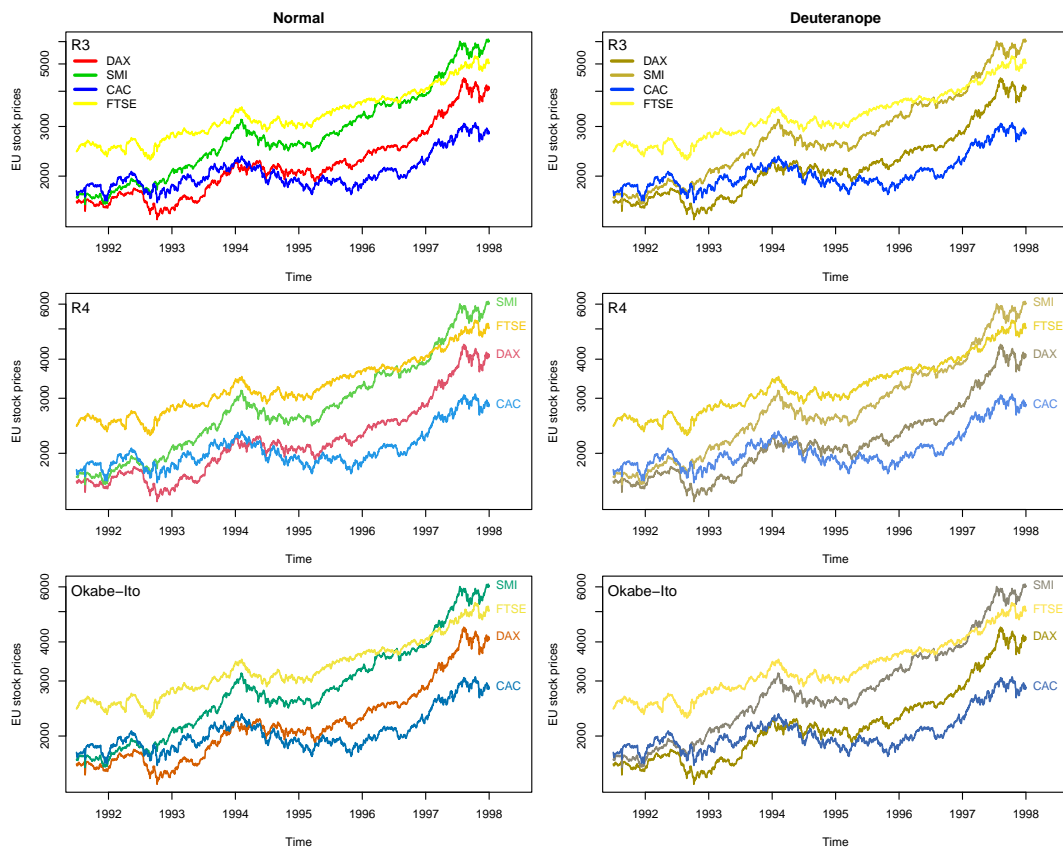 Normal
Deuteranope
R3
DAX
SMI
CAC
FTSE
EU stock prices
2000
3000
5000
1992
1993
1994
1995
1996
1997
1998
Time
R3
DAX
SMI
CAC
FTSE
EU stock prices
2000
3000
5000
1992
1993
1994
1995
1996
1997
1998
Time
R4
SMI
FTSE
DAX
CAC
EU stock prices
2000
3000
4000
6000
1992
1993
1994
1995
1996
1997
1998
Time
R4
SMI
FTSE
DAX
CAC
EU stock prices
2000
3000
4000
6000
1992
1993
1994
1995
1996
1997
1998
Time
Okabe−Ito
SMI
FTSE
DAX
CAC
EU stock prices
2000
3000
4000
6000
1992
1993
1994
1995
1996
1997
1998
Time
Okabe−Ito
SMI
FTSE
DAX
CAC
EU stock prices
2000
3000
4000
6000
1992
1993
1994
1995
1996
1997
1998
Time